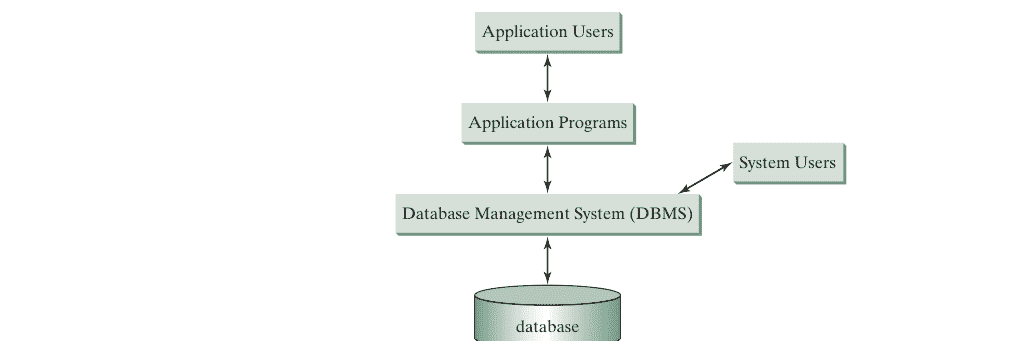 Application Users
Application Programs
System Users
Database Management System (DBMS)
database